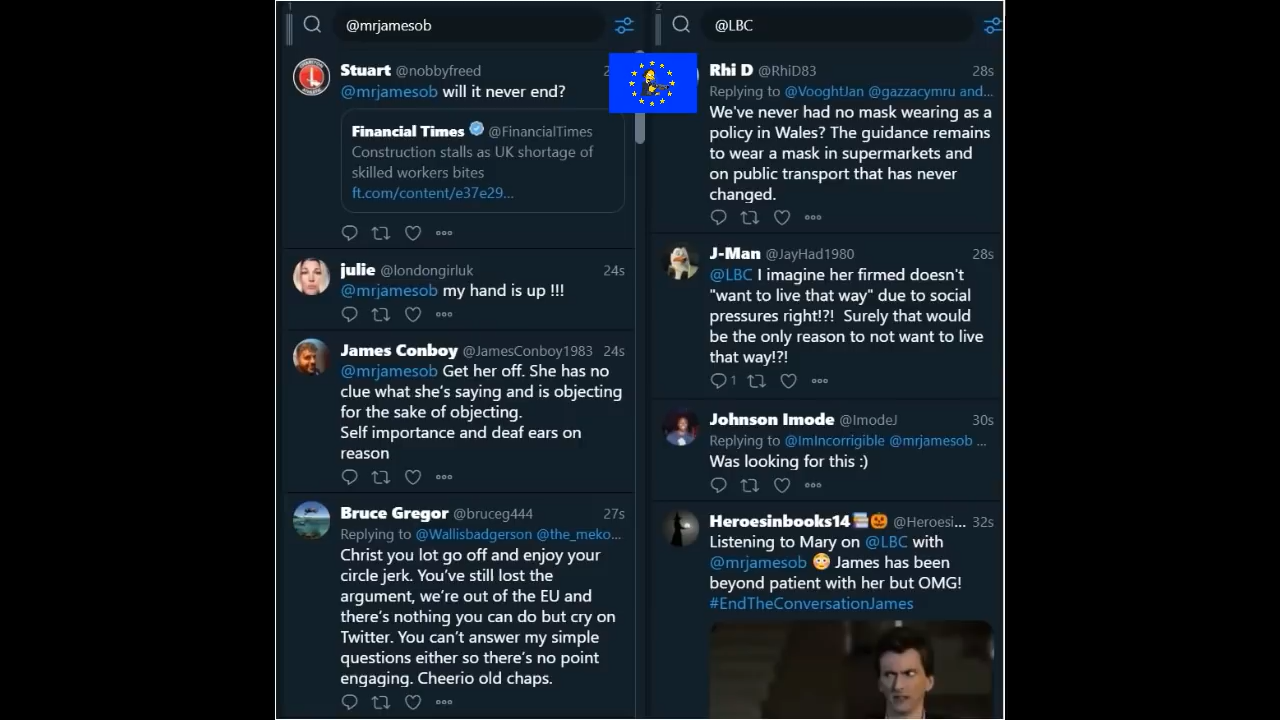 1
@mrjamesob
Stuart @nobbyfreed
@mrjamesob will it never end?
Financial Times @FinancialTimes
Construction stalls as UK shortage of
skilled workers bites
ft.com/content/e37e29...
julie @londongirluk 24s
@mrjamesob my hand is up !!!
James Conboy @JamesConboy1983 24s
@mrjamesob Get her off. She has no
clue what she's saying and is objecting
for the sake of objecting.
Self importance and deaf ears on
reason
Bruce Gregor @bruceg444 27s
Replying to @Wallisbadgerson @the_meko...
Christ you lot go off and enjoy your
circle jerk. You've still lost the
argument, we're out of the EU and
there's nothing you can do but cry on
Twitter. You can't answer my simple
questions either so there's no point
engaging. Cheerio old chaps.
2
@LBC
Rhi D @RhiD83 28s
Replying to @VooghtJan @gazzacymru and...
We've never had no mask wearing as a
policy in Wales? The guidance remains
to wear a mask in supermarkets and
on public transport that has never
changed.
J-Man @JayHad1980 28s
@LBC I imagine her firmed doesn't
"want to live that way" due to social
pressures right!?! Surely that would
be the only reason to not want to live
that way!?!
1
Johnson Imode @ImodeJ 30s
Replying to @ImIncorrigible @mrjamesob ...
Was looking for this :)
Heroesinbooks14📚🎃 @Heroesi... 32s
Listening to Mary on @LBC with
@mrjamesob 😳 James has been
beyond patient with her but OMG!
#EndTheConversationJames